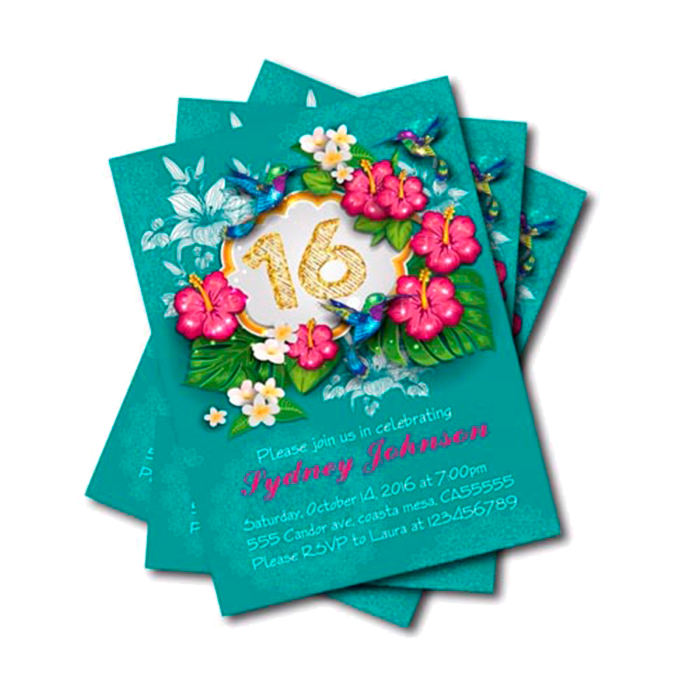 16
Please join us in celebrating
Sydney Johnson
Saturday, October 14, 2016 at 7:00pm
555 Candor ave, coasta mesa, CA55555
Please RSVP to Laura at 123456789
P
P